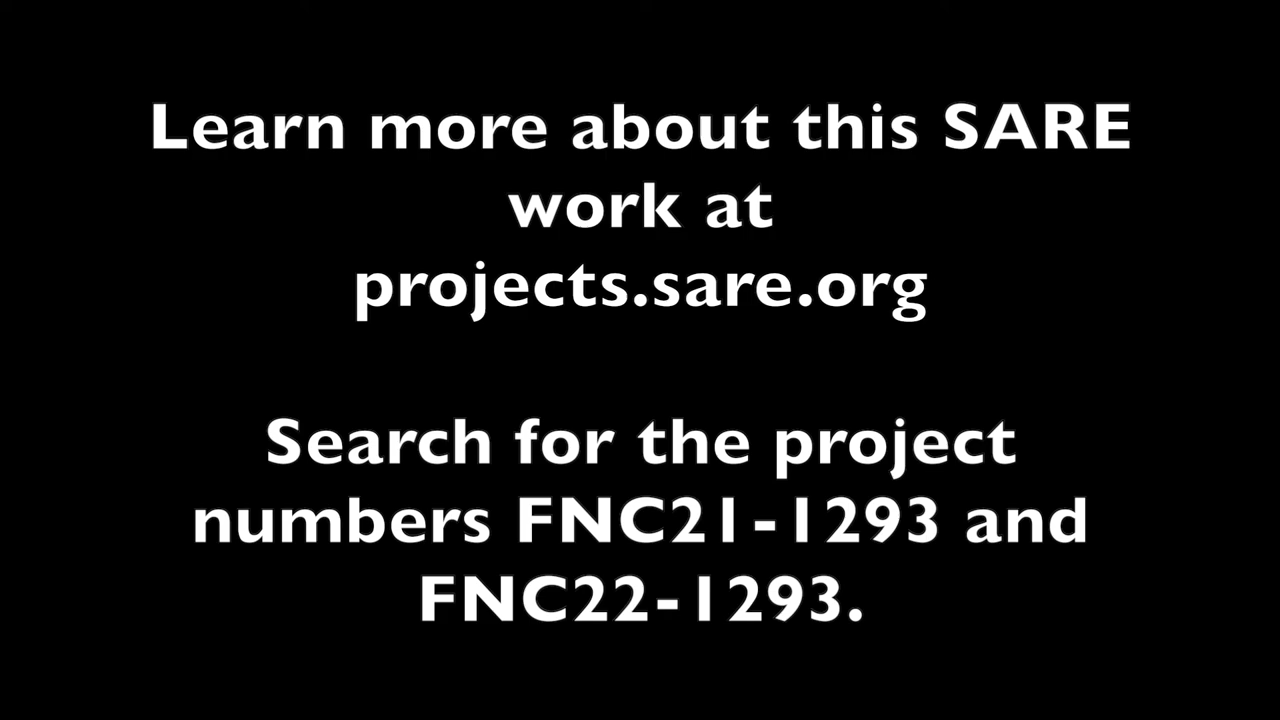 Learn more about this SARE
work at
projects.sare.org
Search for the project
numbers FNC21-1293 and
FNC22-1293.